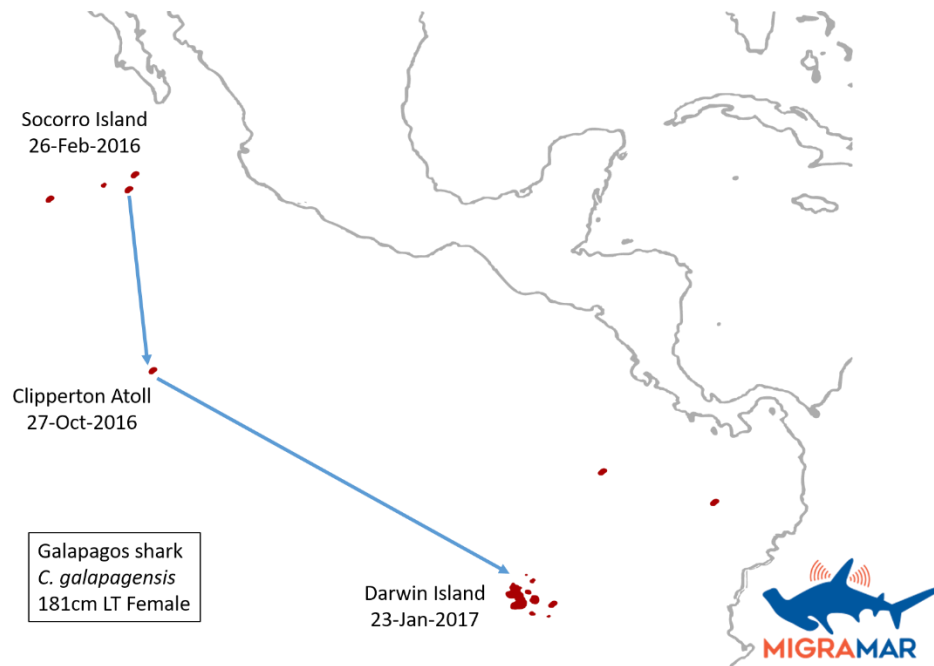 Socorro Island
26-Feb-2016
Clipperton Atoll
27-Oct-2016
Galapagos shark
C. galapagensis
181cm LT Female
Darwin Island
23-Jan-2017
MIGRAMAR